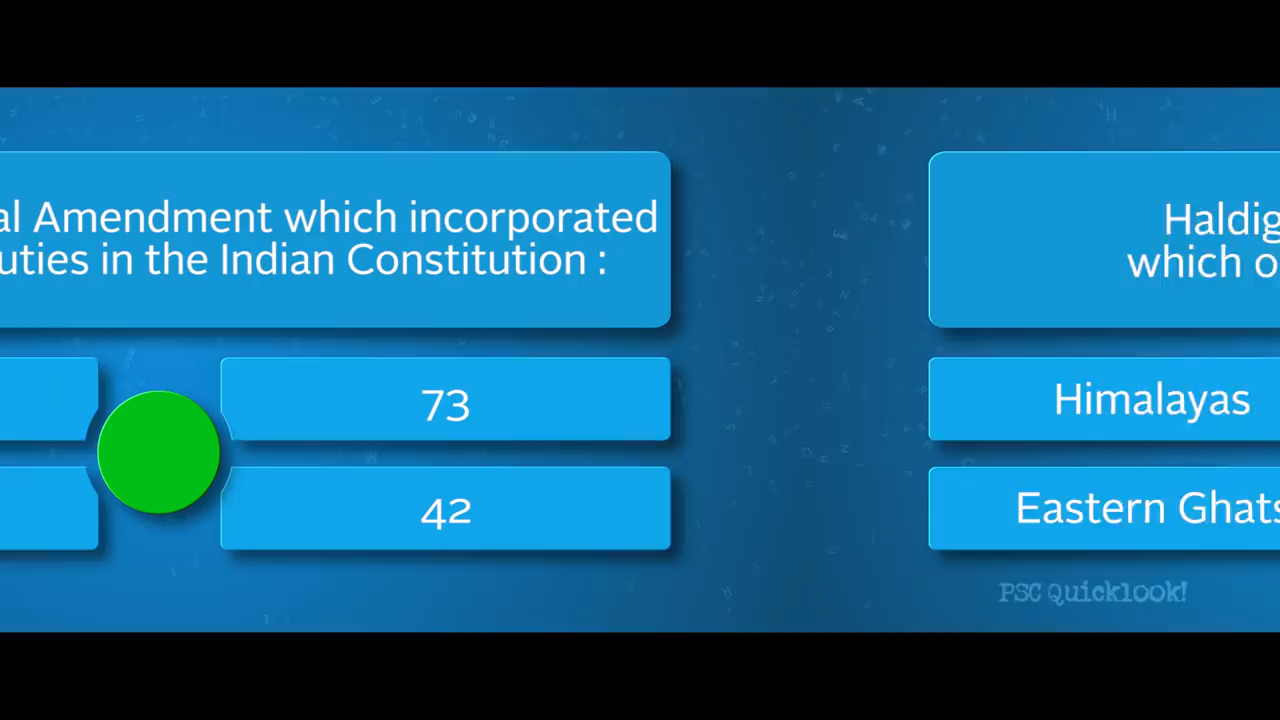 al Amendment which incorporated
uties in the Indian Constitution :
73
42
Haldig
which o
Himalayas
Eastern Ghats
PSC Quicklook!